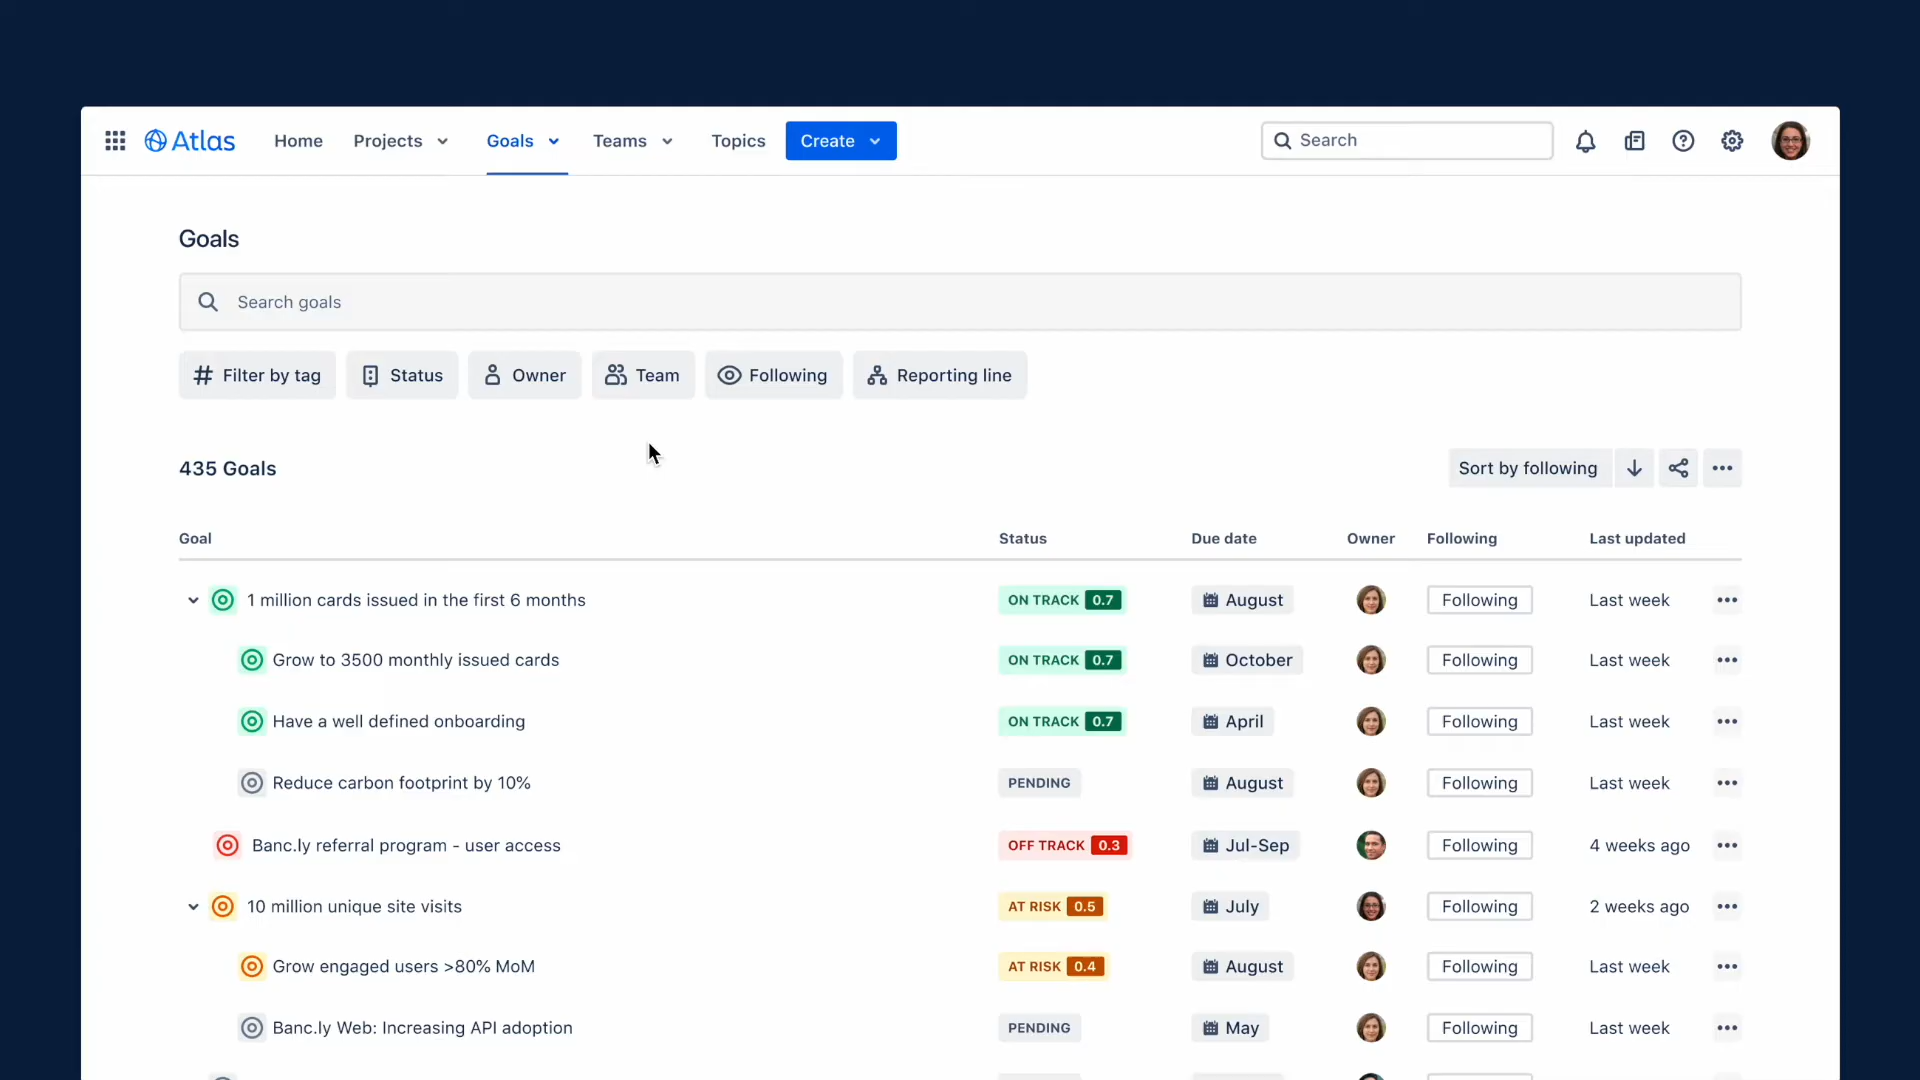 Atlas Home Projects Goals Teams Topics Create Search
Goals
Search goals
Filter by tag Status Owner Team Following Reporting line
435 Goals Sort by following
Goal Status Due date Owner Following Last updated
1 million cards issued in the first 6 months ON TRACK 0.7 August Following Last week
Grow to 3500 monthly issued cards ON TRACK 0.7 October Following Last week
Have a well defined onboarding ON TRACK 0.7 April Following Last week
Reduce carbon footprint by 10% PENDING August Following Last week
Banc.ly referral program - user access OFF TRACK 0.3 Jul-Sep Following 4 weeks ago
10 million unique site visits AT RISK 0.5 July Following 2 weeks ago
Grow engaged users >80% MoM AT RISK 0.4 August Following Last week
Banc.ly Web: Increasing API adoption PENDING May Following Last week